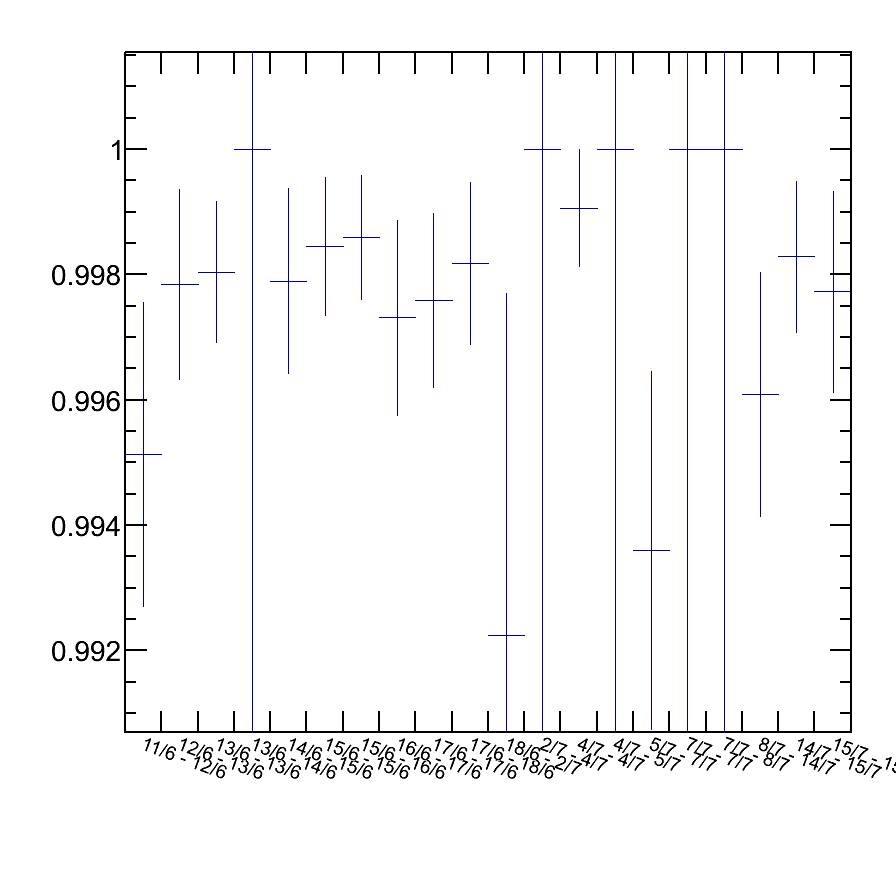 1
0.998
0.996
0.994
0.992
11/6 - 12/6
12/6 - 13/6
13/6 - 13/6
13/6 - 14/6
14/6 - 15/6
15/6 - 15/6
15/6 - 16/6
16/6 - 17/6
17/6 - 17/6
17/6 - 18/6
18/6 - 2/7
2/7 - 4/7
4/7 - 4/7
4/7 - 5/7
5/7 - 7/7
7/7 - 7/7
7/7 - 8/7
8/7 - 14/7
14/7 - 15/7
15/7 -